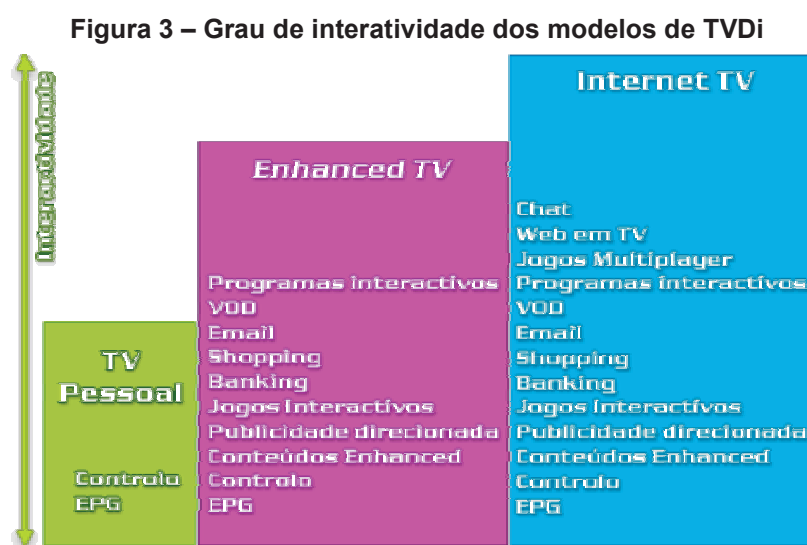 Figura 3 – Grau de interatividade dos modelos de TVDi
Interactividade
TV
Pessoal
Controlo
EPG
Enhanced TV
Programas interactivos
VOD
Email
Shopping
Banking
Jogos Interactivos
Publicidade direcionada
Conteúdos Enhanced
Controlo
EPG
Internet TV
Chat
Web em TV
Jogos Multiplayer
Programas interactivos
VOD
Email
Shopping
Banking
Jogos Interactivos
Publicidade direcionada
Conteúdos Enhanced
Controlo
EPG